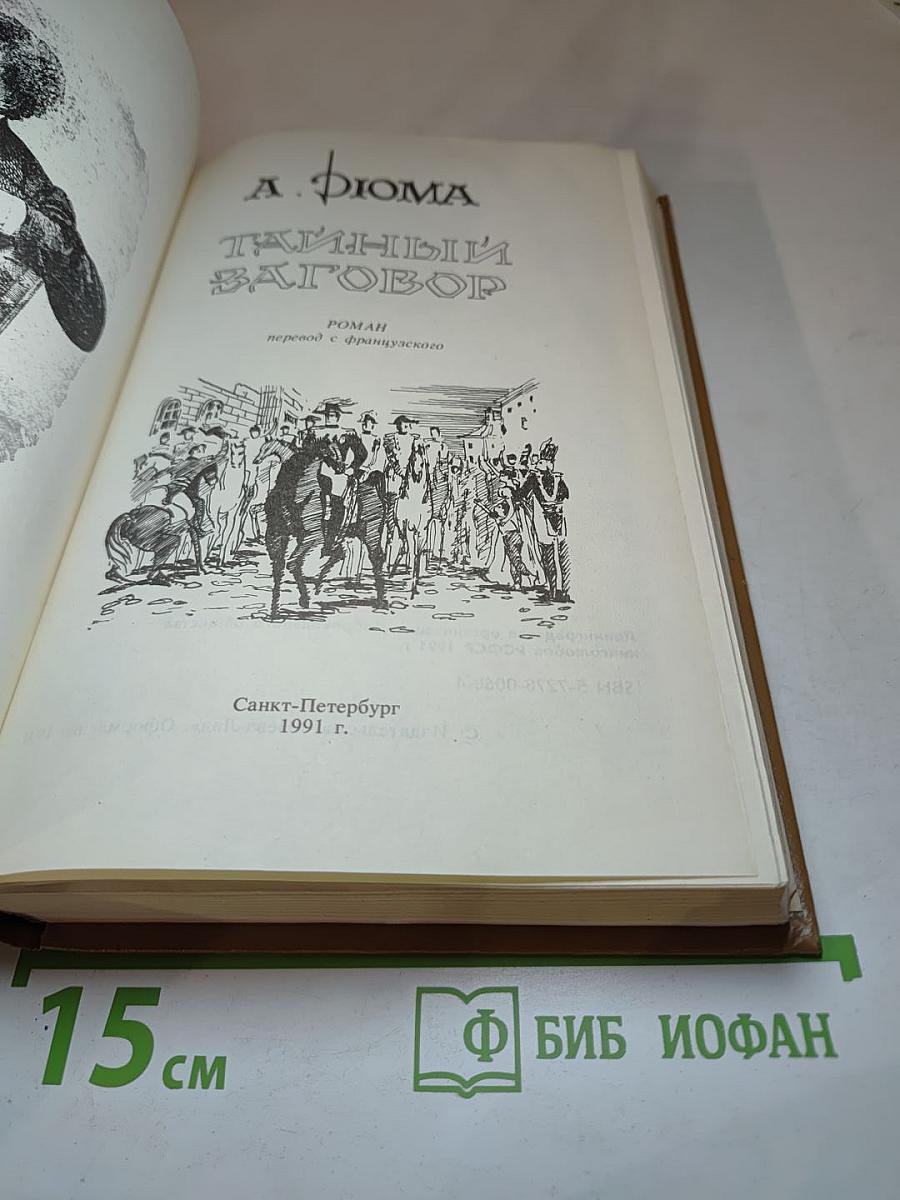 А. Дюма
ТАЙНЫЙ
ЗАГОВОР
РОМАН
перевод с французского
Санкт-Петербург
1991 г.
15 см
Ф БИБ ИОФАН